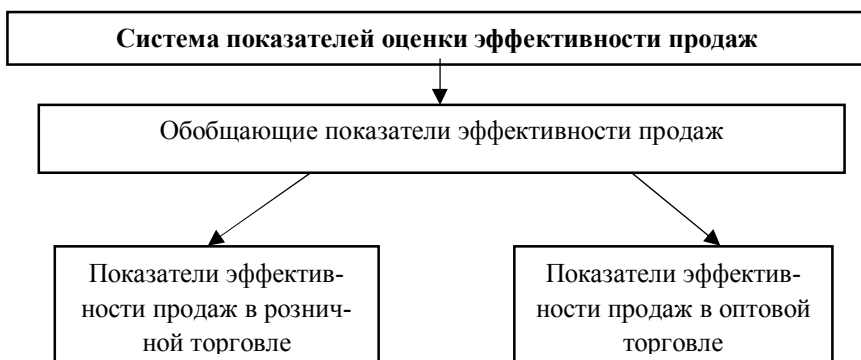 Система показателей оценки эффективности продаж
Обобщающие показатели эффективности продаж
Показатели эффектив-
ности продаж в рознич-
ной торговле
Показатели эффектив-
ности продаж в оптовой
торговле